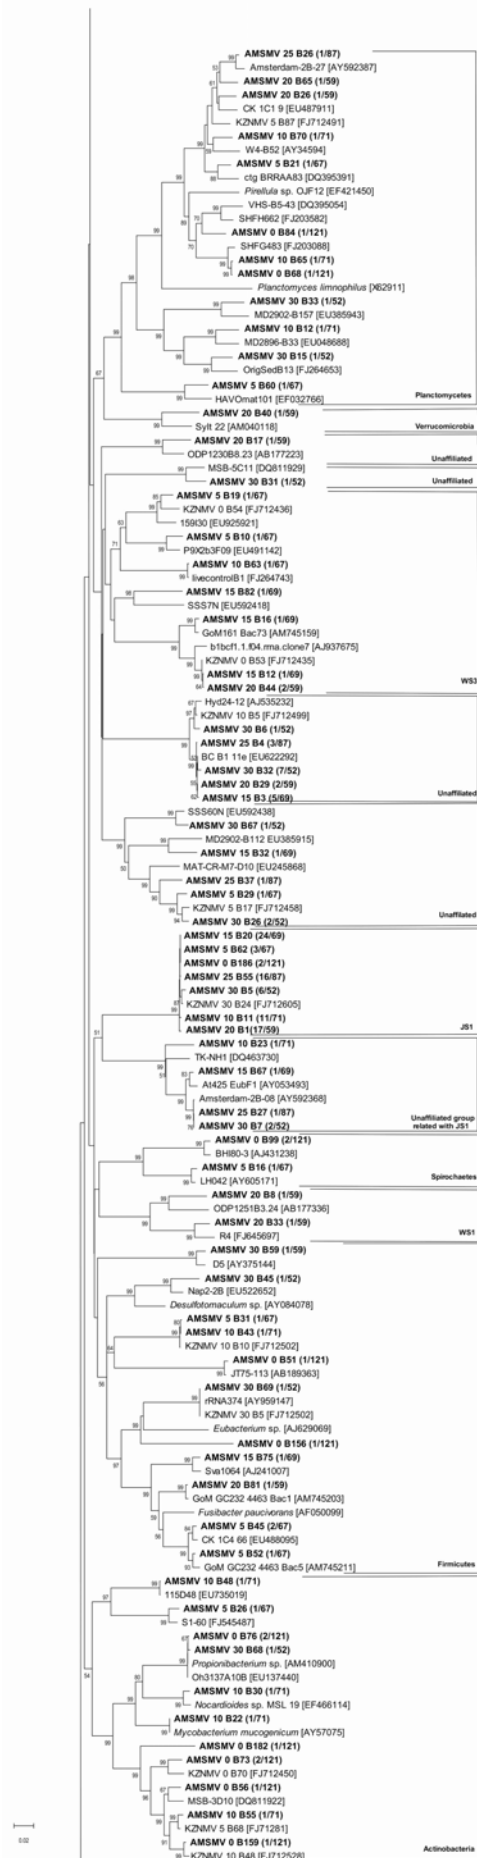 AMSMV 25 B26 (1/87)
Amsterdam-2B-27 [AY592387]
AMSMV 20 B65 (1/59)
AMSMV 20 B26 (1/59)
CK 1C1 9 [EU487911]
KZNMV 5 B87 [FJ712491]
AMSMV 10 B70 (1/71)
W4-B52 [AY34594]
AMSMV 5 B21 (1/67)
ctg BRRAA83 [DQ395391]
Pirellula sp. OJF12 [EF421450]
VHS-B5-43 [DQ395054]
SHFH662 [FJ203582]
AMSMV 0 B84 (1/121)
SHFG483 [FJ203088]
AMSMV 10 B65 (1/71)
AMSMV 0 B68 (1/121)
Planctomyces limnophilus [X62911]
AMSMV 30 B33 (1/52)
MD2902-B157 [EU385943]
AMSMV 10 B12 (1/71)
MD2896-B33 [EU048688]
AMSMV 30 B15 (1/52)
OrigSedB13 [FJ264653]
AMSMV 5 B60 (1/67)
HAVOmat101 [EF032766]
Planctomycetes
AMSMV 20 B40 (1/59)
Sylt 22 [AM040118]
Verrucomicrobia
AMSMV 20 B17 (1/59)
ODP1230B8.23 [AB177223]
Unaffiliated
MSB-5C11 [DQ811929]
AMSMV 30 B31 (1/52)
Unaffiliated
AMSMV 5 B19 (1/67)
KZNMV 0 B54 [FJ712436]
159I30 [EU925921]
AMSMV 5 B10 (1/67)
P9X2b3F09 [EU491142]
AMSMV 10 B63 (1/67)
livecontrolB1 [FJ264743]
AMSMV 15 B82 (1/69)
SSS7N [EU592418]
AMSMV 15 B16 (1/69)
GoM161 Bac73 [AM745159]
b1bcf1.1.f04.rrna.clone7 [AJ937675]
KZNMV 0 B53 [FJ712435]
AMSMV 15 B12 (1/69)
AMSMV 20 B44 (2/59)
WS3
Hyd24-12 [AJ535232]
KZNMV 10 B5 [FJ712499]
AMSMV 30 B6 (1/52)
AMSMV 25 B4 (3/87)
BC B1 11e [EU622292]
AMSMV 30 B32 (7/52)
AMSMV 20 B29 (2/59)
AMSMV 15 B3 (5/69)
Unaffiliated
SSS60N [EU592438]
AMSMV 30 B67 (1/52)
MD2902-B112 EU385915]
AMSMV 15 B32 (1/69)
MAT-CR-M7-D10 [EU245868]
AMSMV 25 B37 (1/87)
AMSMV 5 B29 (1/67)
KZNMV 5 B17 [FJ712458]
AMSMV 30 B26 (2/52)
Unaffilated
AMSMV 15 B20 (24/69)
AMSMV 5 B62 (3/67)
AMSMV 0 B186 (2/121)
AMSMV 25 B55 (16/87)
AMSMV 30 B5 (6/52)
KZNMV 30 B24 [FJ712605]
AMSMV 10 B11 (11/71)
AMSMV 20 B1(17/59)
JS1
AMSMV 10 B23 (1/71)
TK-NH1 [DQ463730]
AMSMV 15 B67 (1/69)
At425 EubF1 [AY053493]
Amsterdam-2B-08 [AY592368]
AMSMV 25 B27 (1/87)
AMSMV 30 B7 (2/52)
Unaffiliated group
related with JS1
AMSMV 0 B99 (2/121)
BHI80-3 [AJ431238]
AMSMV 5 B16 (1/67)
LH042 [AY605171]
Spirochaetes
AMSMV 20 B8 (1/59)
ODP1251B3.24 [AB177336]
AMSMV 20 B33 (1/59)
R4 [FJ645697]
WS1
AMSMV 30 B59 (1/59)
D5 [AY375144]
AMSMV 30 B45 (1/52)
Nap2-2B [EU522652]
Desulfotomaculum sp. [AY084078]
AMSMV 5 B31 (1/67)
AMSMV 10 B43 (1/71)
KZNMV 10 B10 [FJ712502]
AMSMV 0 B51 (1/121)
JT75-113 [AB189363]
AMSMV 30 B69 (1/52)
rRNA374 [AY959147]
KZNMV 30 B5 [FJ712502]
Eubacterium sp. [AJ629069]
AMSMV 0 B156 (1/121)
AMSMV 15 B75 (1/69)
Sva1064 [AJ241007]
AMSMV 20 B81 (1/59)
GoM GC232 4463 Bac1 [AM745203]
Fusibacter paucivorans [AF050099]
AMSMV 5 B45 (2/67)
CK 1C4 66 [EU488095]
AMSMV 5 B52 (1/67)
GoM GC232 4463 Bac5 [AM745211]
Firmicutes
AMSMV 10 B48 (1/71)
115D48 [EU735019]
AMSMV 5 B26 (1/67)
S1-60 [FJ545487]
AMSMV 0 B76 (2/121)
AMSMV 30 B68 (1/52)
Propionibacterium sp. [AM410900]
Oh3137A10B [EU137440]
AMSMV 10 B30 (1/71)
Nocardioides sp. MSL 19 [EF466114]
AMSMV 10 B22 (1/71)
Mycobacterium mucogenicum [AY57075]
AMSMV 0 B182 (1/121)
AMSMV 0 B73 (2/121)
KZNMV 0 B70 [FJ712450]
AMSMV 0 B56 (1/121)
MSB-3D10 [DQ811922]
AMSMV 10 B55 (1/71)
KZNMV 5 B68 [FJ71281]
AMSMV 0 B159 (1/121)
KZNMV 10 B48 [FJ712528]
Actinobacteria
0.02